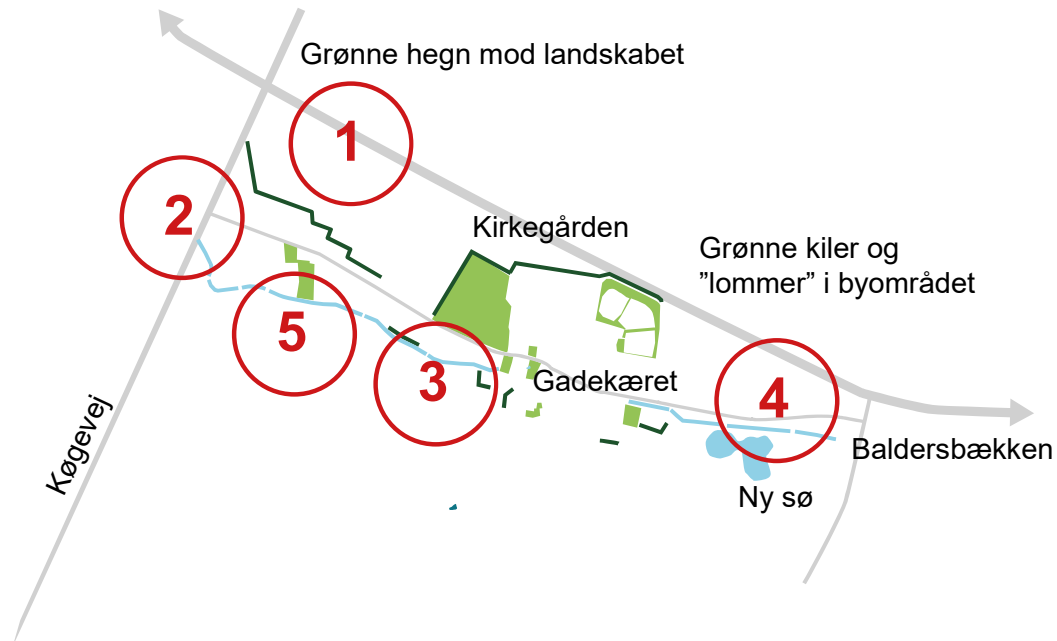 Grønne hegn mod landskabet
1
2
Kirkegården
Grønne kiler og
”lommer” i byområdet
5
3
Gadekæret
4
Køgevej
Baldersbækken
Ny sø